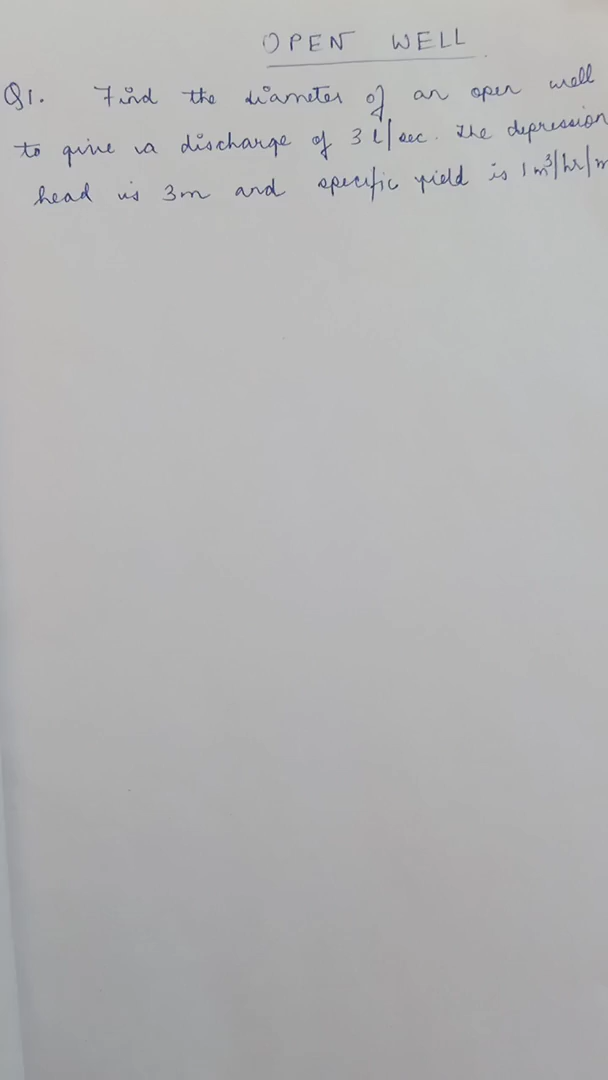 OPEN WELL
Q1. Find the diameter of an open well
to give a discharge of 3 l/sec. The depression
head is 3m and specific yield is 1 m³/hr/m